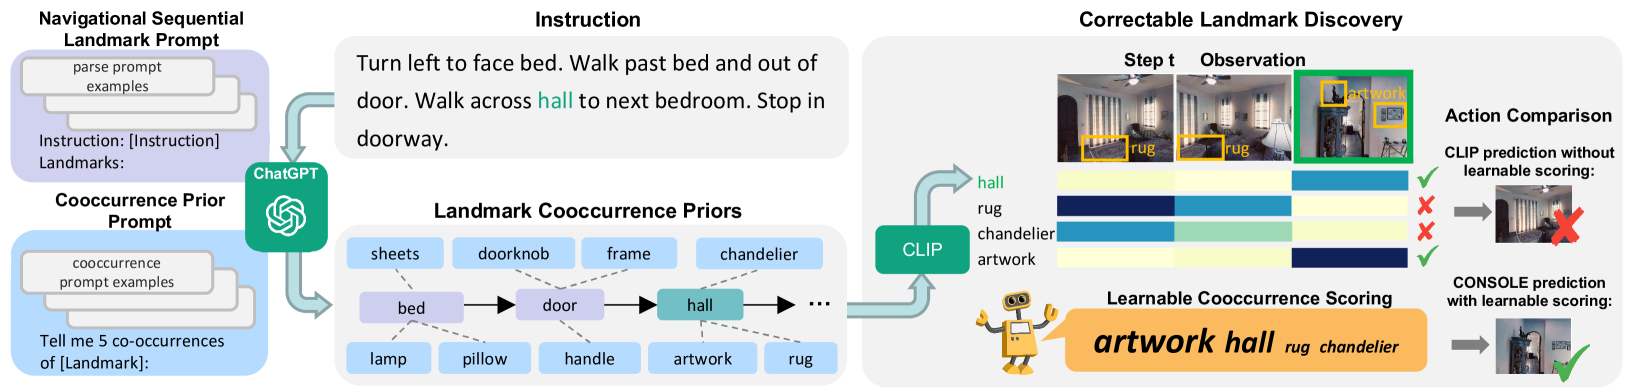 Navigational Sequential
Landmark Prompt
parse prompt
examples
Instruction: [Instruction]
Landmarks:
ChatGPT
Cooccurrence Prior
Prompt
cooccurrence
prompt examples
Tell me 5 co-occurrences
of [Landmark]:
Instruction
Turn left to face bed. Walk past bed and out of
door. Walk across hall to next bedroom. Stop in
doorway.
Landmark Cooccurrence Priors
sheets doorknob frame chandelier
bed door hall ...
lamp pillow handle artwork rug
CLIP
Correctable Landmark Discovery
Step t Observation
rug rug artwork
hall
rug
chandelier
artwork
Learnable Cooccurrence Scoring
artwork hall rug chandelier
Action Comparison
CLIP prediction without
learnable scoring:
CONSOLE prediction
with learnable scoring: